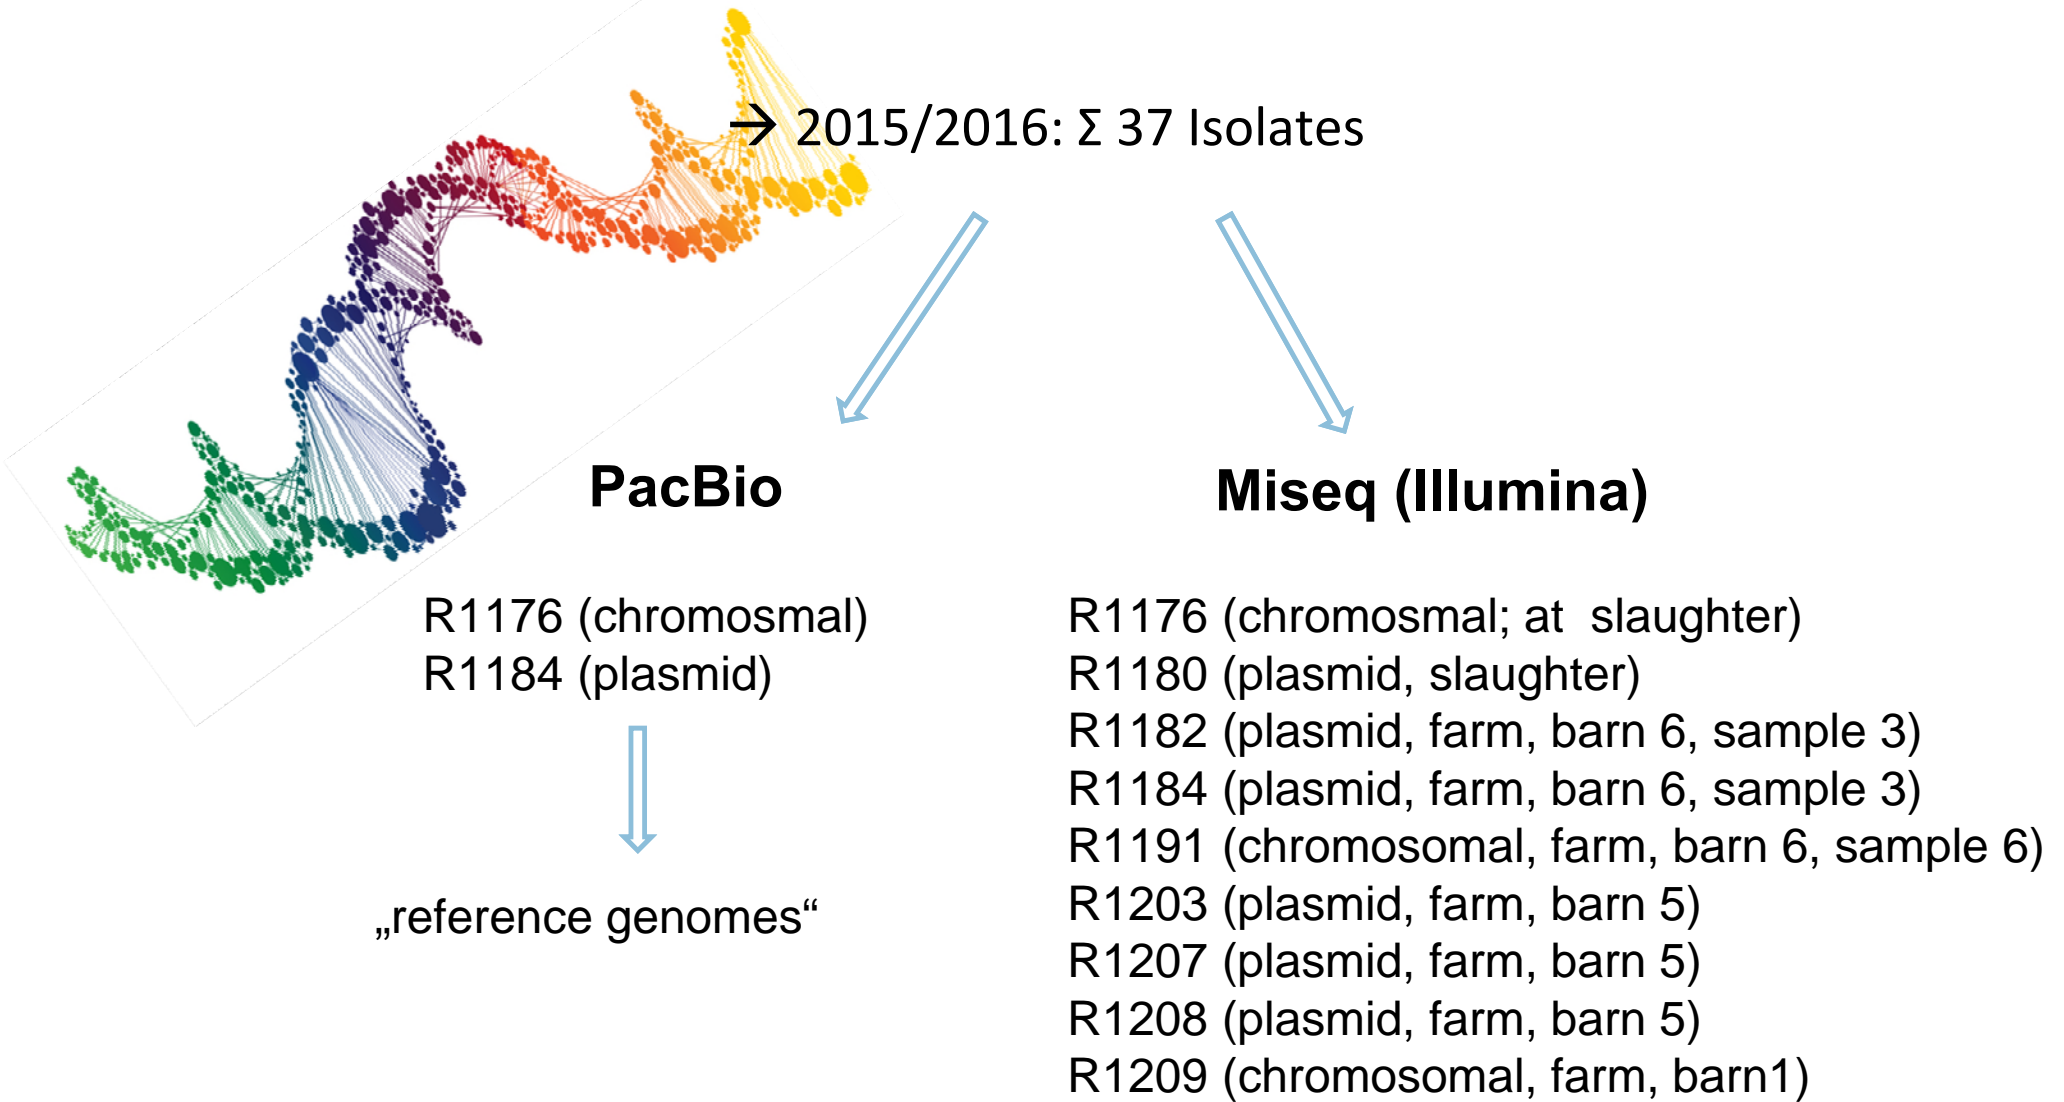 → 2015/2016: Σ 37 Isolates
PacBio
R1176 (chromosmal)
R1184 (plasmid)
„reference genomes“
Miseq (Illumina)
R1176 (chromosmal; at slaughter)
R1180 (plasmid, slaughter)
R1182 (plasmid, farm, barn 6, sample 3)
R1184 (plasmid, farm, barn 6, sample 3)
R1191 (chromosomal, farm, barn 6, sample 6)
R1203 (plasmid, farm, barn 5)
R1207 (plasmid, farm, barn 5)
R1208 (plasmid, farm, barn 5)
R1209 (chromosomal, farm, barn1)